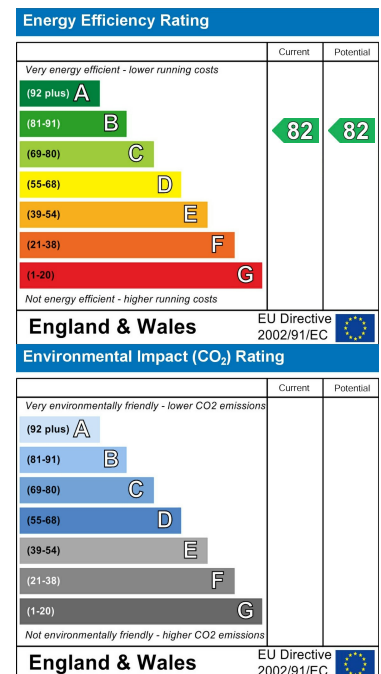 Energy Efficiency Rating
Current Potential
Very energy efficient - lower running costs
(92 plus) A
(81-91) B 82 82
(69-80) C
(55-68) D
(39-54) E
(21-38) F
(1-20) G
Not energy efficient - higher running costs
England & Wales
EU Directive
2002/91/EC
Environmental Impact (CO₂) Rating
Current Potential
Very environmentally friendly - lower CO2 emissions
(92 plus) A
(81-91) B
(69-80) C
(55-68) D
(39-54) E
(21-38) F
(1-20) G
Not environmentally friendly - higher CO2 emissions
England & Wales
EU Directive
2002/91/EC